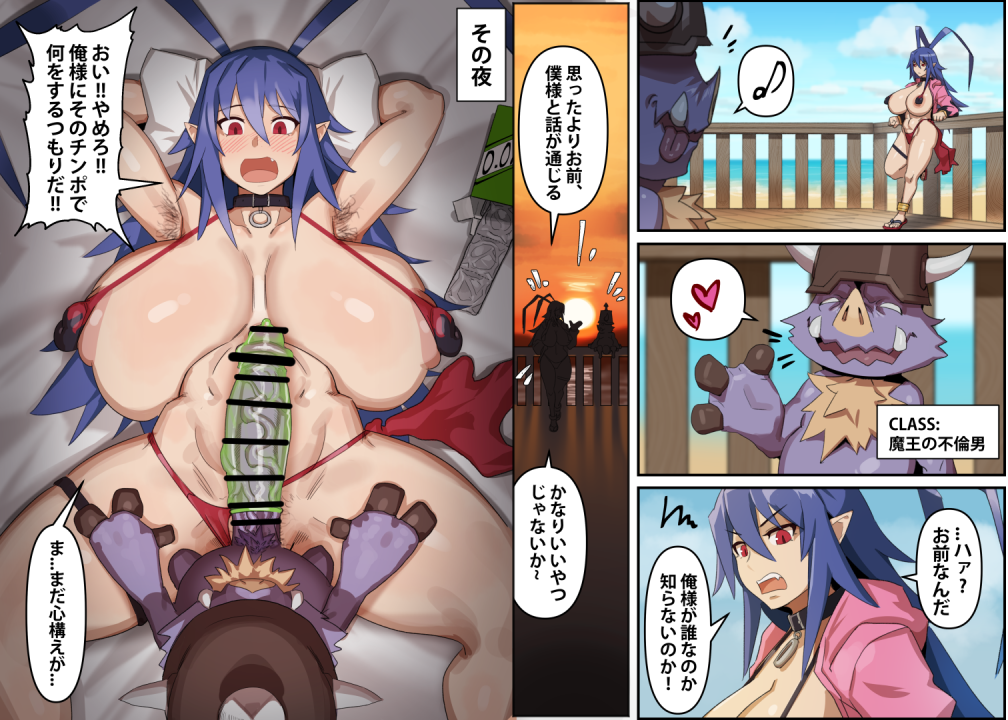 CLASS:
魔王の不倫男
…ハァ?
お前なんだ
俺様が誰なのか
知らないのか!
思ったよりお前、
僕様と話が通じる
かなりいいやつ
じゃないか~
その夜
おい!!やめろ!!
俺様にそのチンポで
何をするつもりだ!!
0.0
ま…まだ心構えが…